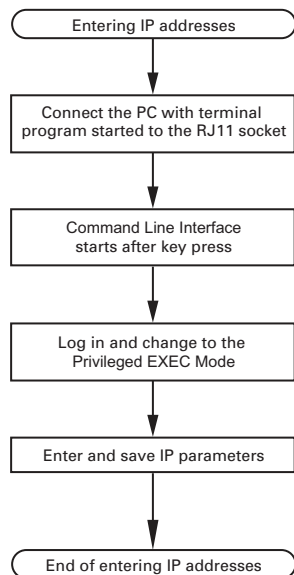 Entering IP addresses
Connect the PC with terminal
program started to the RJ11 socket
Command Line Interface
starts after key press
Log in and change to the
Privileged EXEC Mode
Enter and save IP parameters
End of entering IP addresses